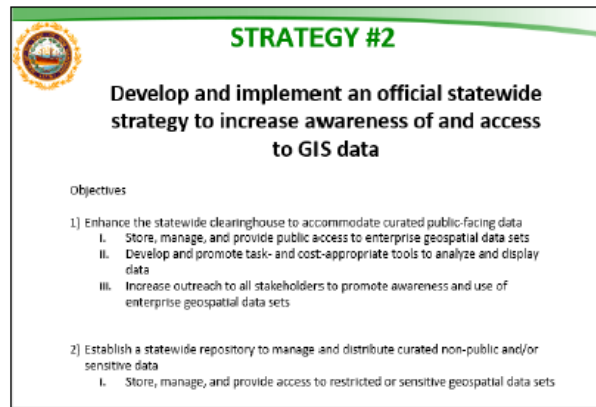 STRATEGY #2
Develop and implement an official statewide
strategy to increase awareness of and access
to GIS data
Objectives
1) Enhance the statewide clearinghouse to accommodate curated public-facing data
I. Store, manage, and provide public access to enterprise geospatial data sets
II. Develop and promote task- and cost-appropriate tools to analyze and display
data
III. Increase outreach to all stakeholders to promote awareness and use of
enterprise geospatial data sets
2) Establish a statewide repository to manage and distribute curated non-public and/or
sensitive data
I. Store, manage, and provide access to restricted or sensitive geospatial data sets